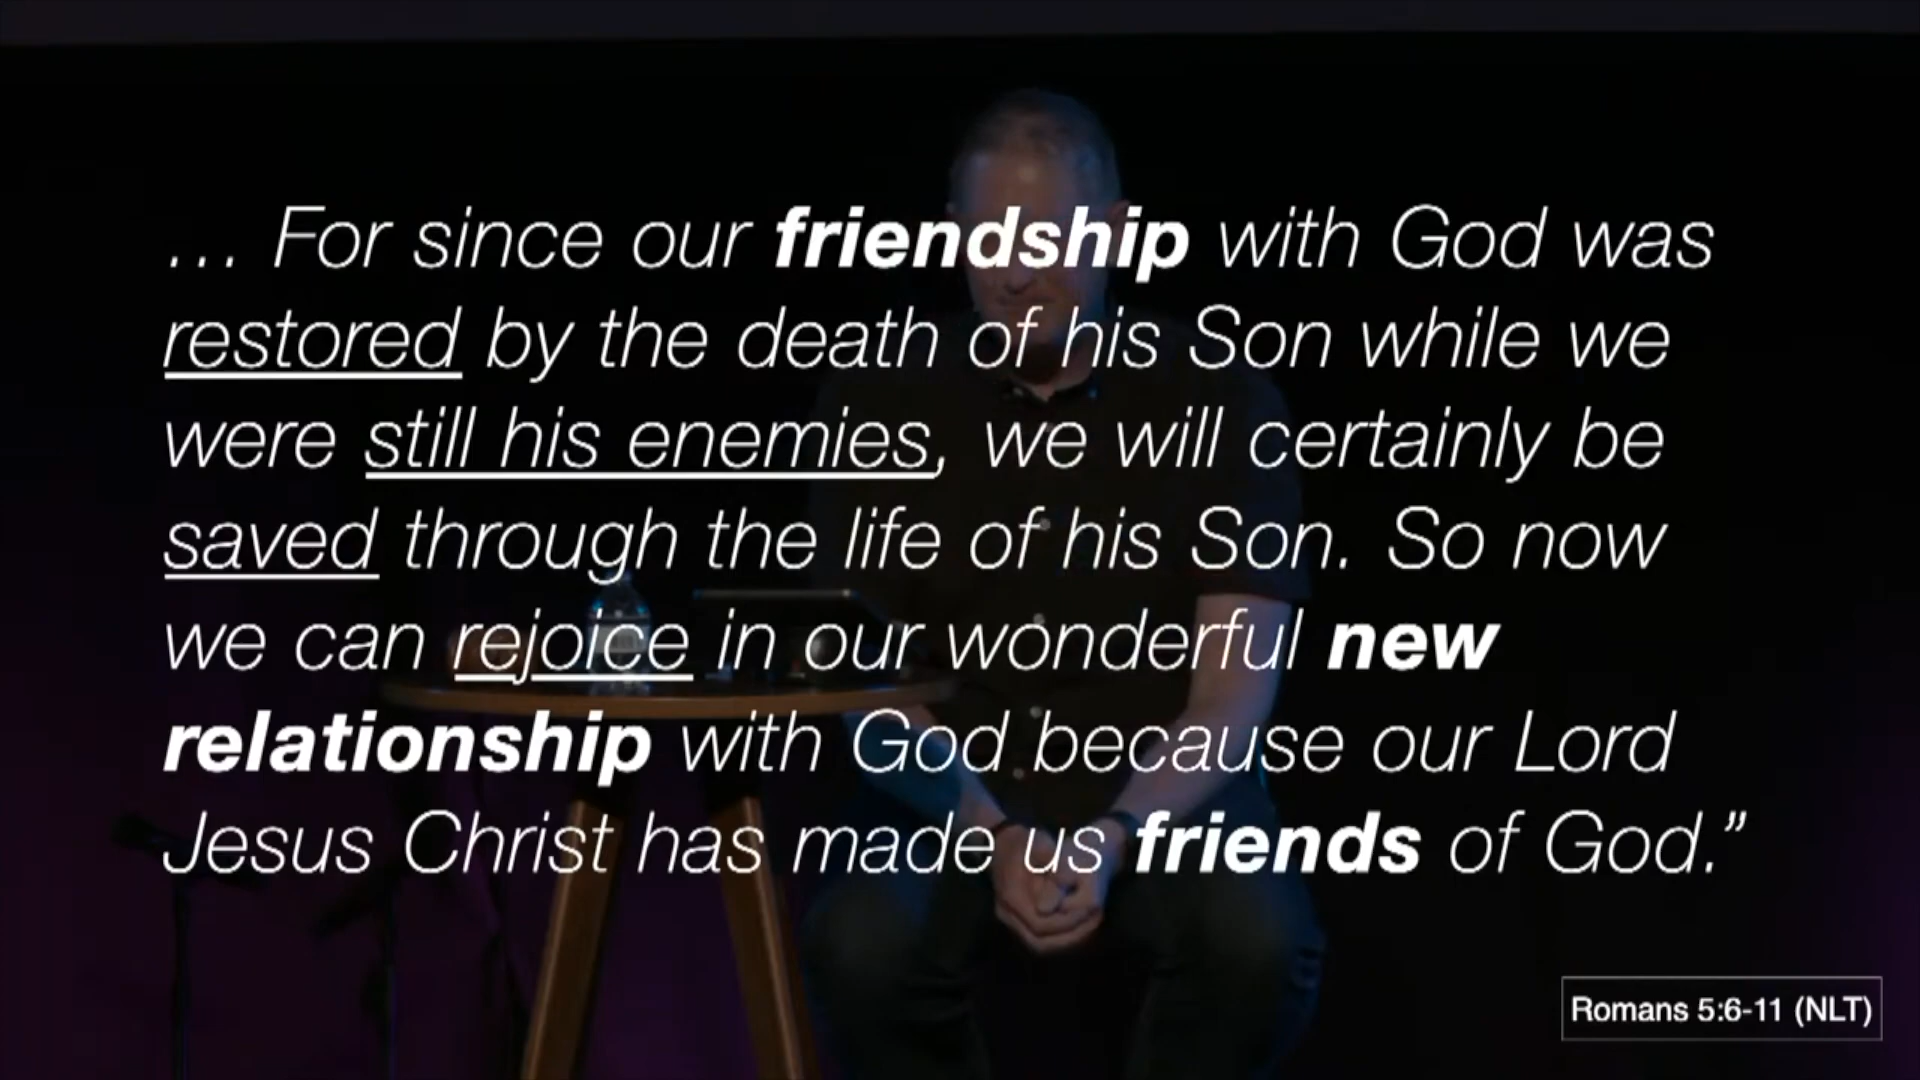 … For since our friendship with God was
restored by the death of his Son while we
were still his enemies, we will certainly be
saved through the life of his Son. So now
we can rejoice in our wonderful new
relationship with God because our Lord
Jesus Christ has made us friends of God.”
Romans 5:6-11 (NLT)